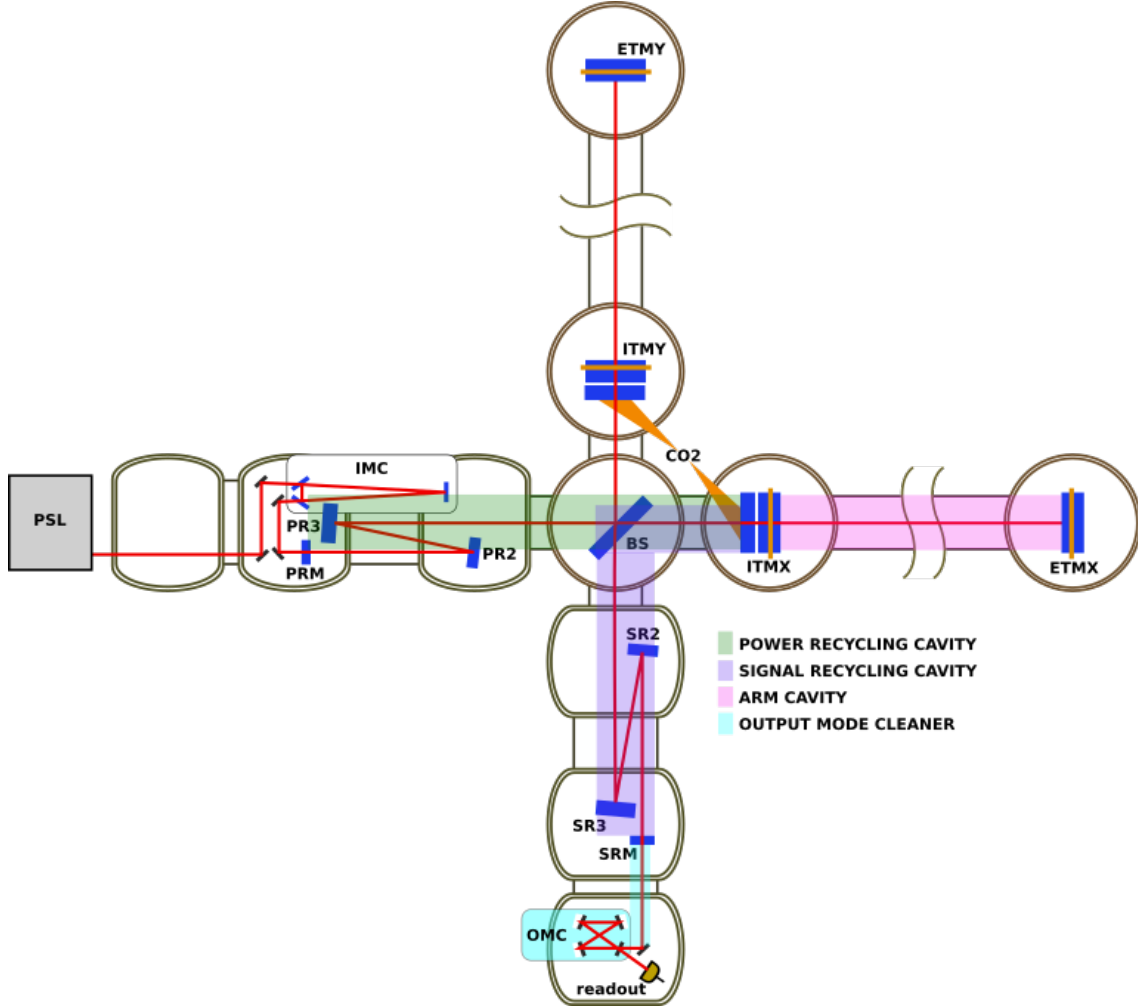 ETMY
ITMY
CO2
IMC
PSL
PR3
PR2
PRM
BS
ITMX
ETMX
SR2
POWER RECYCLING CAVITY
SIGNAL RECYCLING CAVITY
ARM CAVITY
OUTPUT MODE CLEANER
SR3
SRM
OMC
readout